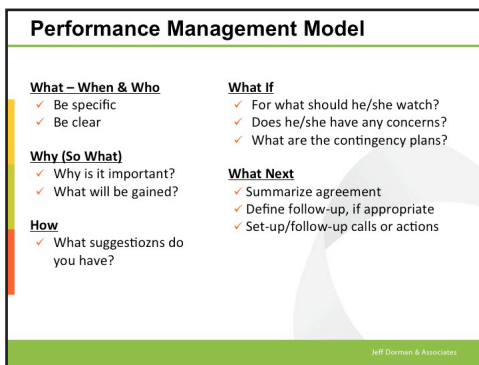 Performance Management Model
What – When & Who
✓ Be specific
✓ Be clear
Why (So What)
✓ Why is it important?
✓ What will be gained?
How
✓ What suggestiozns do
you have?
What If
✓ For what should he/she watch?
✓ Does he/she have any concerns?
✓ What are the contingency plans?
What Next
✓ Summarize agreement
✓ Define follow-up, if appropriate
✓ Set-up/follow-up calls or actions
Jeff Dorman & Associates